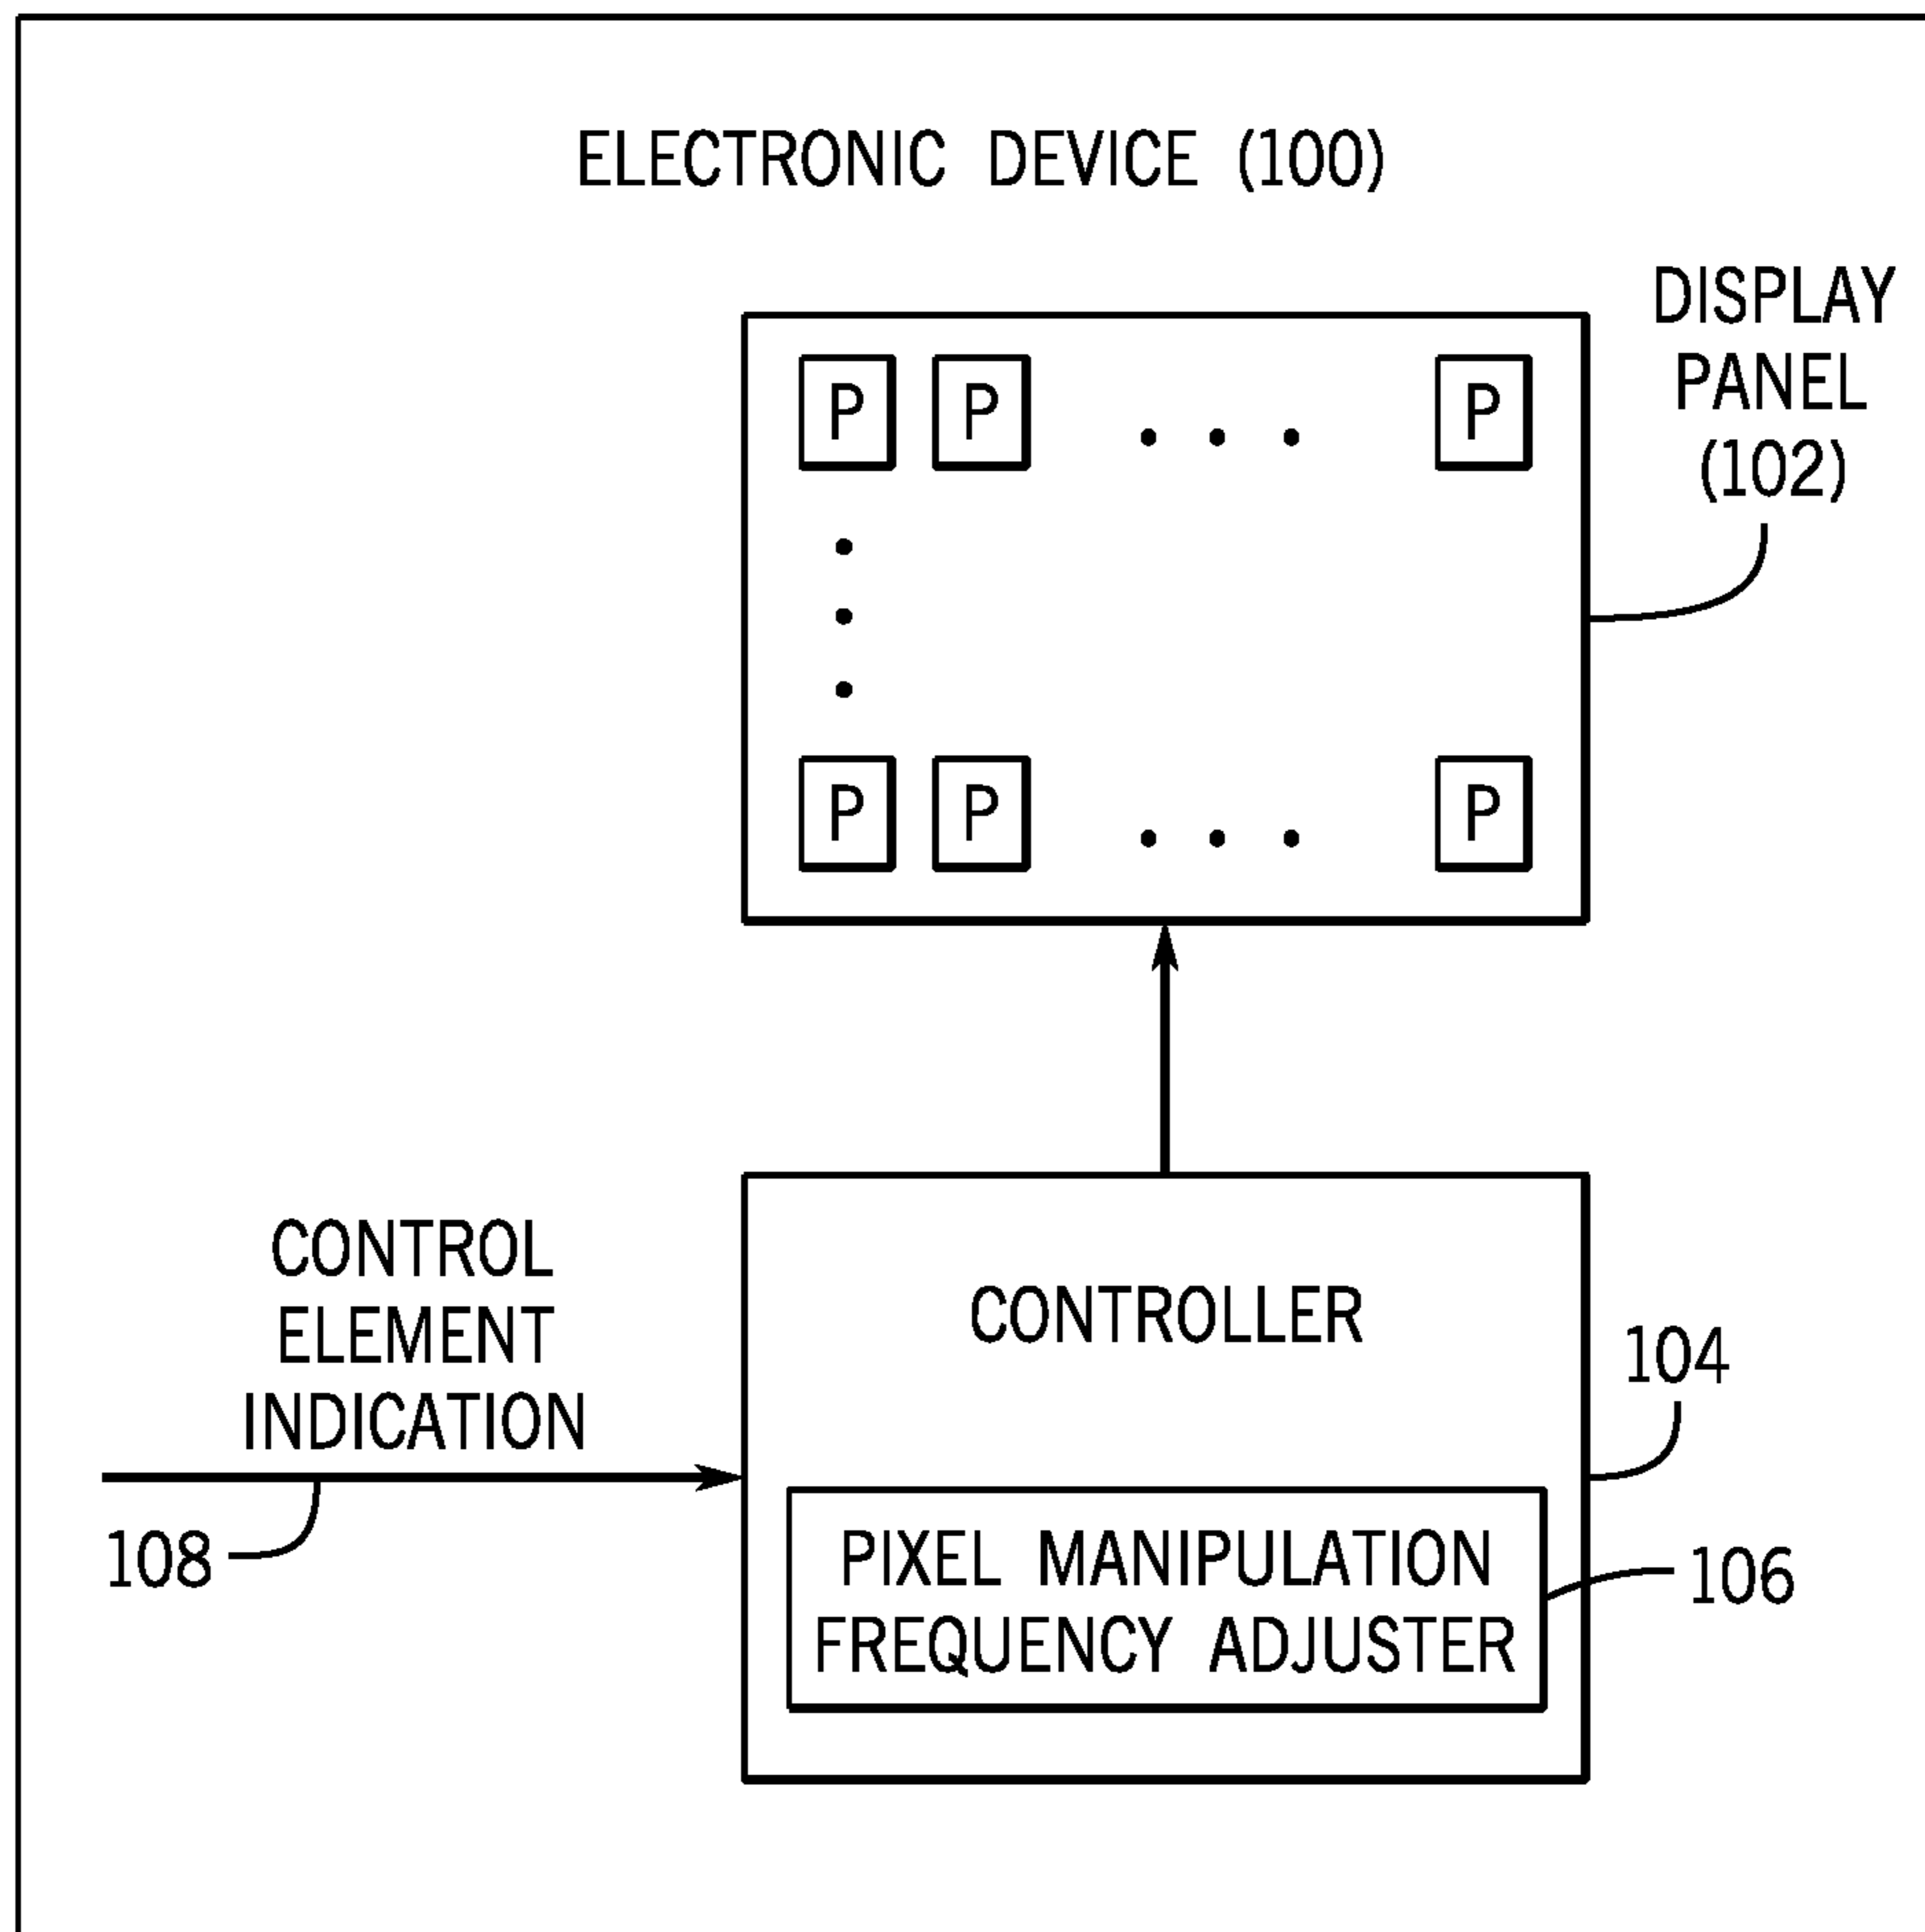 ELECTRONIC DEVICE (100)
DISPLAY
PANEL
(102)
P P . . . P
P P . . . P
CONTROL
ELEMENT
INDICATION
108
CONTROLLER
104
PIXEL MANIPULATION
FREQUENCY ADJUSTER
106